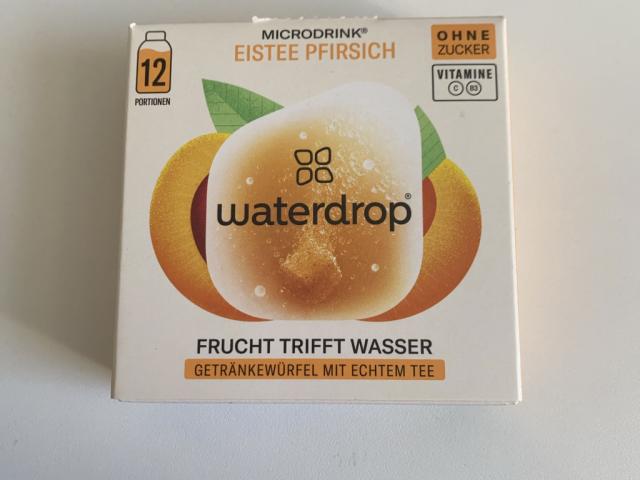 MICRODRINK®
EISTEE PFIRSICH
OHNE
ZUCKER
12
PORTIONEN
VITAMINE
C B3
waterdrop®
FRUCHT TRIFFT WASSER
GETRÄNKEWÜRFEL MIT ECHTEM TEE